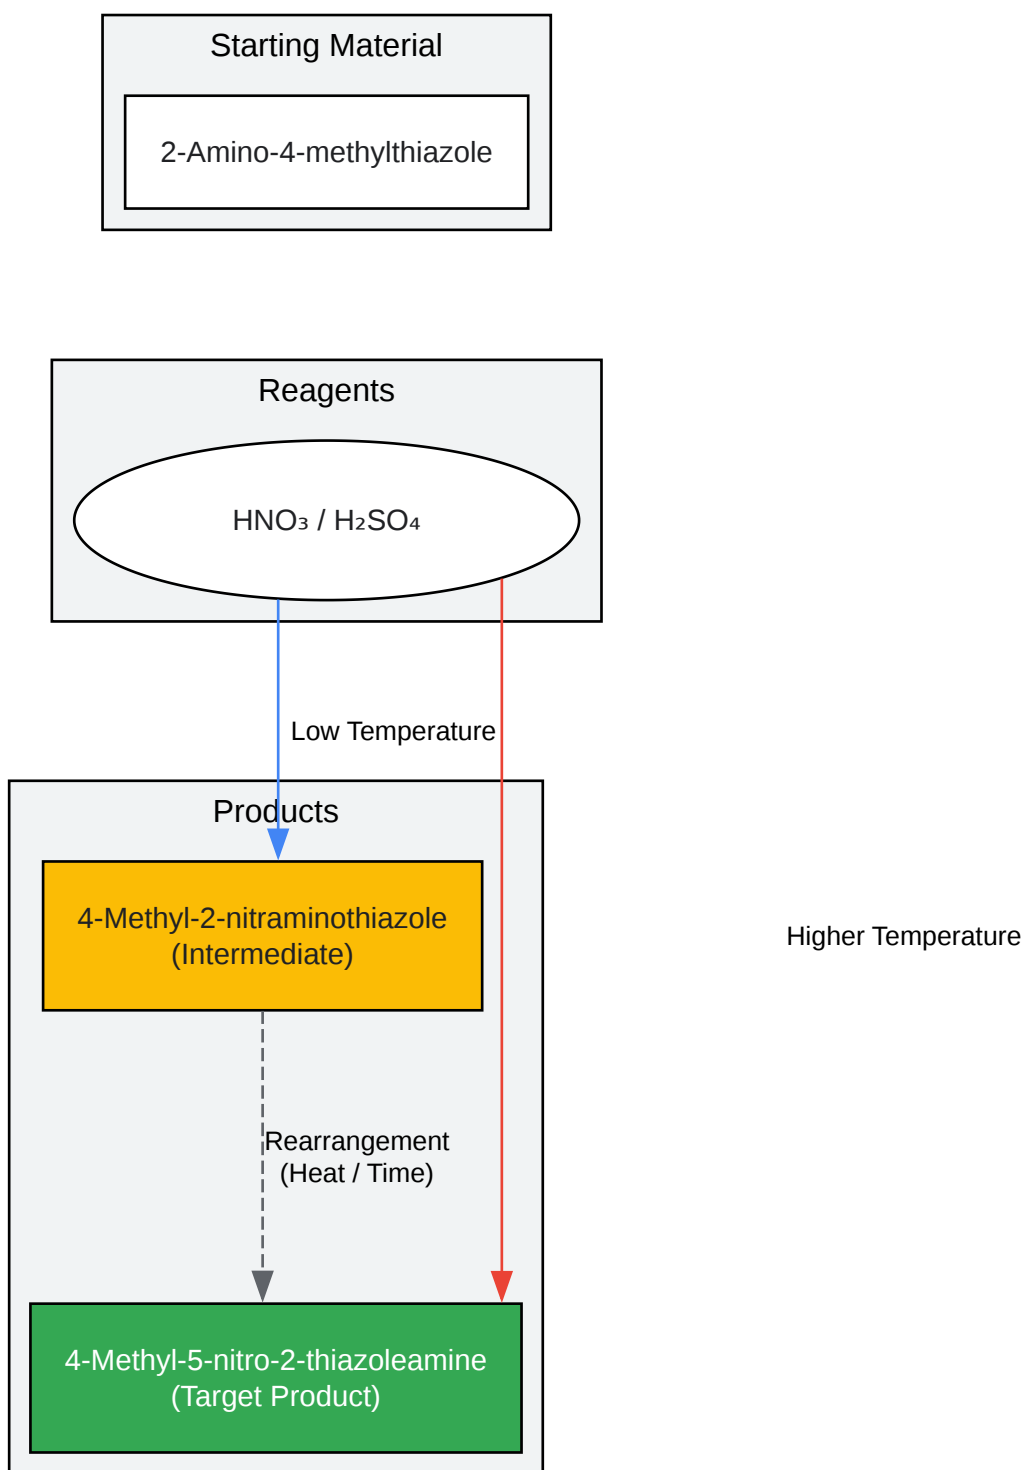 Starting Material
2-Amino-4-methylthiazole
Reagents
HNO₃ / H₂SO₄
Low Temperature
Products
4-Methyl-2-nitraminothiazole
(Intermediate)
Higher Temperature
Rearrangement
(Heat / Time)
4-Methyl-5-nitro-2-thiazoleamine
(Target Product)